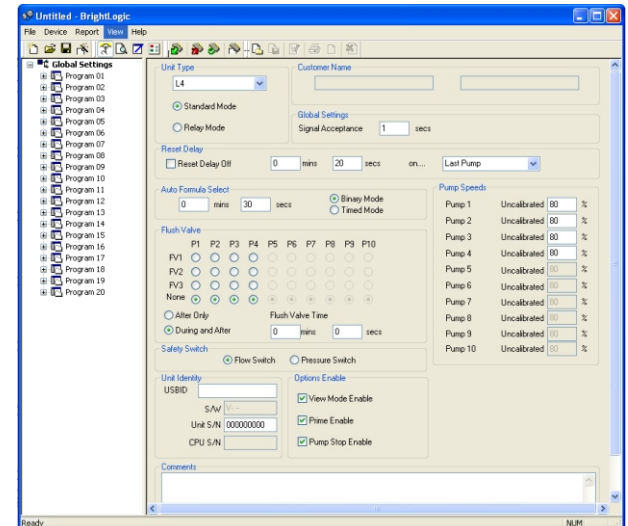 Untitled - BrightLogic
File Device Report View Help
Global Settings
Program 01
Program 02
Program 03
Program 04
Program 05
Program 06
Program 07
Program 08
Program 09
Program 10
Program 11
Program 12
Program 13
Program 14
Program 15
Program 16
Program 17
Program 18
Program 19
Program 20
Unit Type
L4
Standard Mode
Relay Mode
Customer Name
Global Settings
Signal Acceptance 1 secs
Reset Delay
Reset Delay Off 0 mins 20 secs on.... Last Pump
Auto Formula Select
0 mins 30 secs
Binary Mode
Timed Mode
Flush Valve
P1 P2 P3 P4 P5 P6 P7 P8 P9 P10
FV1
FV2
FV3
None
After Only
During and After
Flush Valve Time
0 mins 0 secs
Safety Switch
Flow Switch Pressure Switch
Unit Identity
USBID
S/W V-.--
Unit S/N 000000000
CPU S/N
Options Enable
View Mode Enable
Prime Enable
Pump Stop Enable
Pump Speeds
Pump 1 Uncalibrated 80 %
Pump 2 Uncalibrated 80 %
Pump 3 Uncalibrated 80 %
Pump 4 Uncalibrated 80 %
Pump 5 Uncalibrated 80 %
Pump 6 Uncalibrated 80 %
Pump 7 Uncalibrated 80 %
Pump 8 Uncalibrated 80 %
Pump 9 Uncalibrated 80 %
Pump 10 Uncalibrated 80 %
Comments
Ready NUM